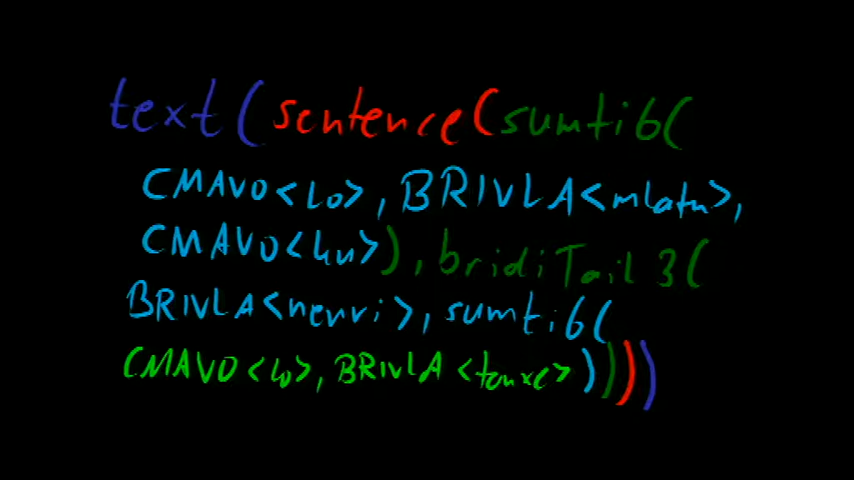 text(sentence(sumti6(
CMAVO<lo>, BRIVLA<mlatu>,
CMAVO<ku>), bridiTail3(
BRIVLA<nenri>, sumti6(
CMAVO<lo>, BRIVLA<tanxe>)))))